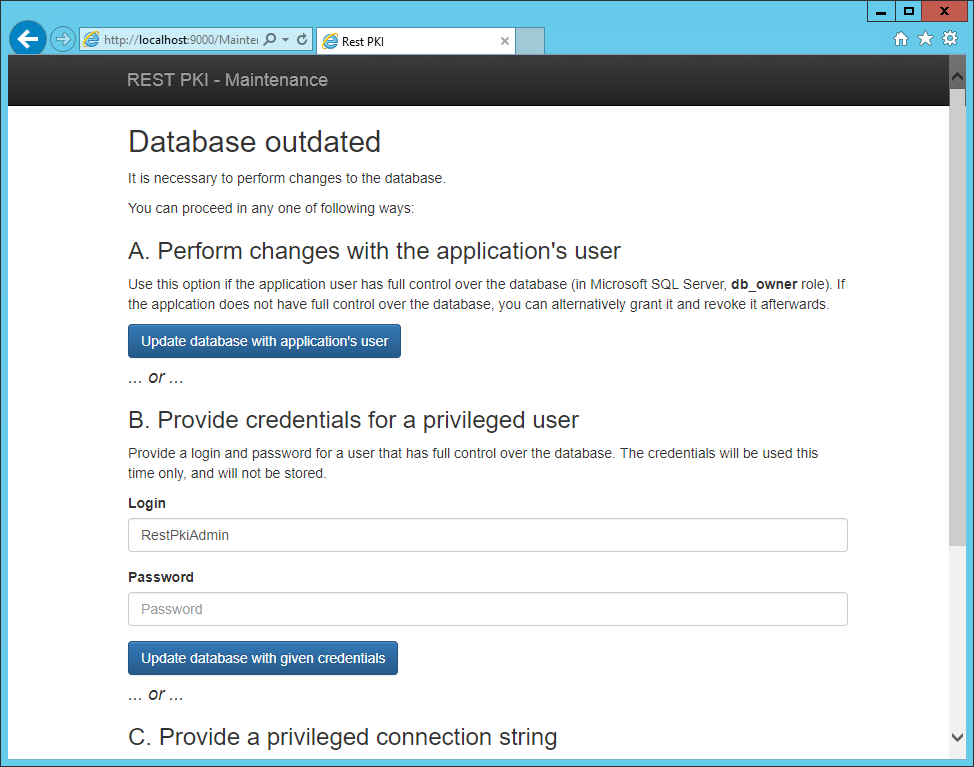 http://localhost:9000/Mainte
Rest PKI
REST PKI - Maintenance
Database outdated
It is necessary to perform changes to the database.
You can proceed in any one of following ways:
A. Perform changes with the application's user
Use this option if the application user has full control over the database (in Microsoft SQL Server, db_owner role). If
the applcation does not have full control over the database, you can alternatively grant it and revoke it afterwards.
Update database with application's user
... or ...
B. Provide credentials for a privileged user
Provide a login and password for a user that has full control over the database. The credentials will be used this
time only, and will not be stored.
Login
RestPkiAdmin
Password
Password
Update database with given credentials
... or ...
C. Provide a privileged connection string